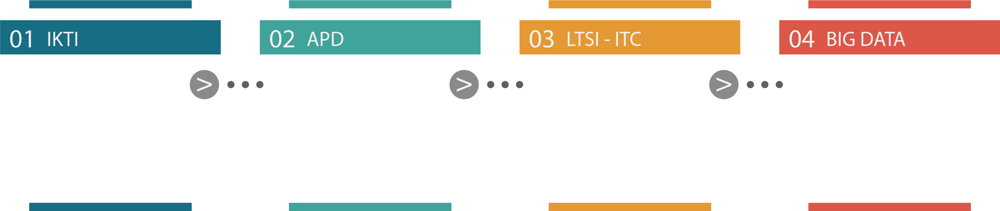 01 IKTI
02 APD
03 LTSI - ITC
04 BIG DATA
> 
> 
>